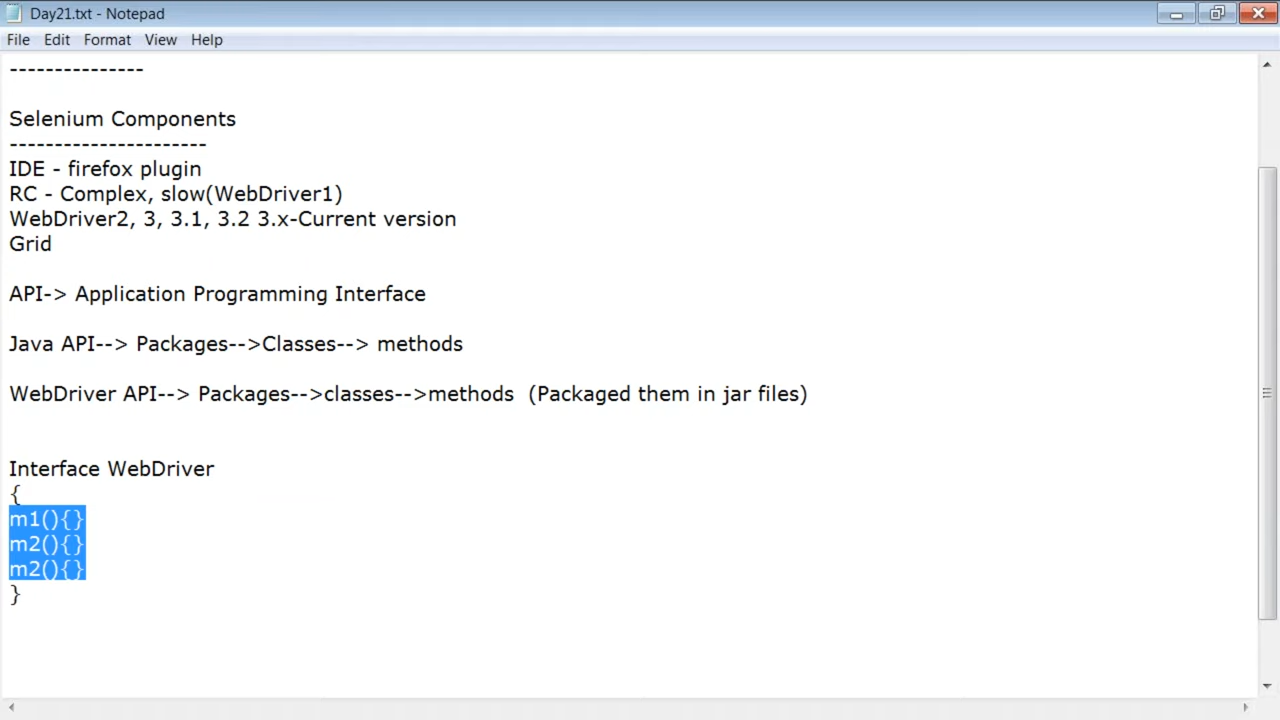 Day21.txt - Notepad
File Edit Format View Help
---------------
Selenium Components
----------------------
IDE - firefox plugin
RC - Complex, slow(WebDriver1)
WebDriver2, 3, 3.1, 3.2 3.x-Current version
Grid
API-> Application Programming Interface
Java API--> Packages-->Classes--> methods
WebDriver API--> Packages-->classes-->methods  (Packaged them in jar files)
Interface WebDriver
{
m1(){}
m2(){}
m2(){}
}